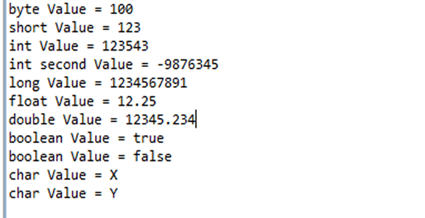 byte Value = 100
short Value = 123
int Value = 123543
int second Value = -9876345
long Value = 1234567891
float Value = 12.25
double Value = 12345.234
boolean Value = true
boolean Value = false
char Value = X
char Value = Y